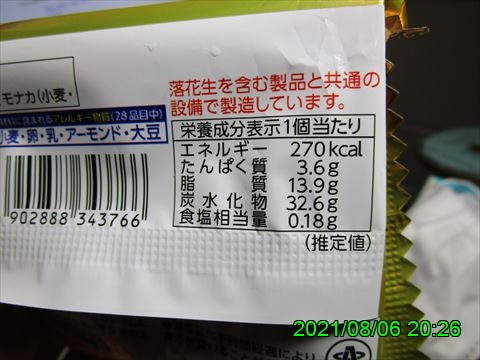 モナカ(小麦・
落花生を含む製品と共通の
設備で製造しています。
に含まれるアレルギー物質(28品目中)
小麦・卵・乳・アーモンド・大豆
栄養成分表示1個当たり
エネルギー 270kcal
たんぱく質 3.6g
脂質 13.9g
炭水化物 32.6g
食塩相当量 0.18g
(推定値)
902888 343766
2021/08/06 20:26